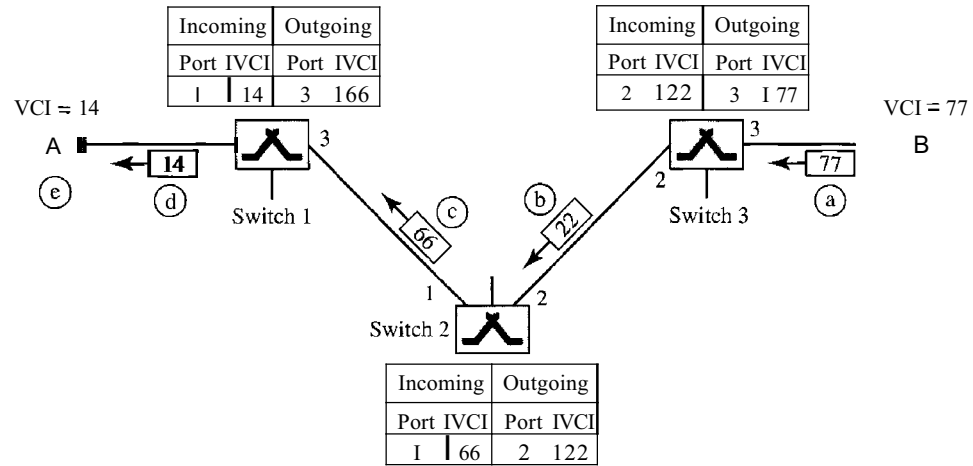 Incoming Outgoing
Port IVCI Port IVCI
I 14 3 166
Incoming Outgoing
Port IVCI Port IVCI
2 122 3 I 77
VCI = 14
VCI = 77
A
3
3
B
14
2
77
e
d
Switch 1
c
b
Switch 3
a
66
22
1
2
Switch 2
Incoming Outgoing
Port IVCI Port IVCI
I 66 2 122